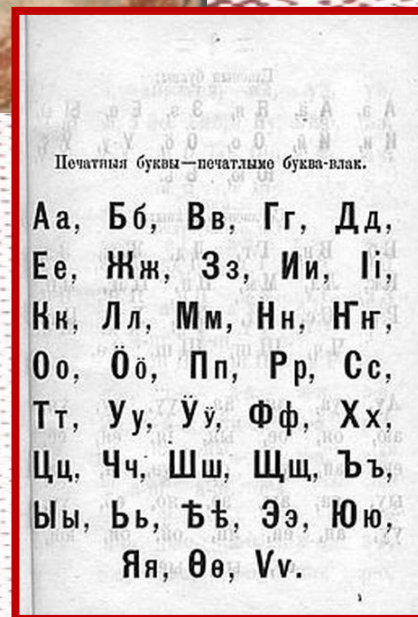 Печатныя буквы—печатлыме буква-влак.
Аа, Бб, Вв, Гг, Дд,
Ее, Жж, Зз, Ии, Іі,
Кк, Лл, Мм, Нн, Ҥҥ,
Оо, Ӧӧ, Пп, Рр, Сс,
Тт, Уу, Ӱӱ, Фф, Хх,
Цц, Чч, Шш, Щщ, Ъъ,
Ыы, Ьь, Ѣѣ, Ээ, Юю,
Яя, Ѳѳ, Ѵѵ.